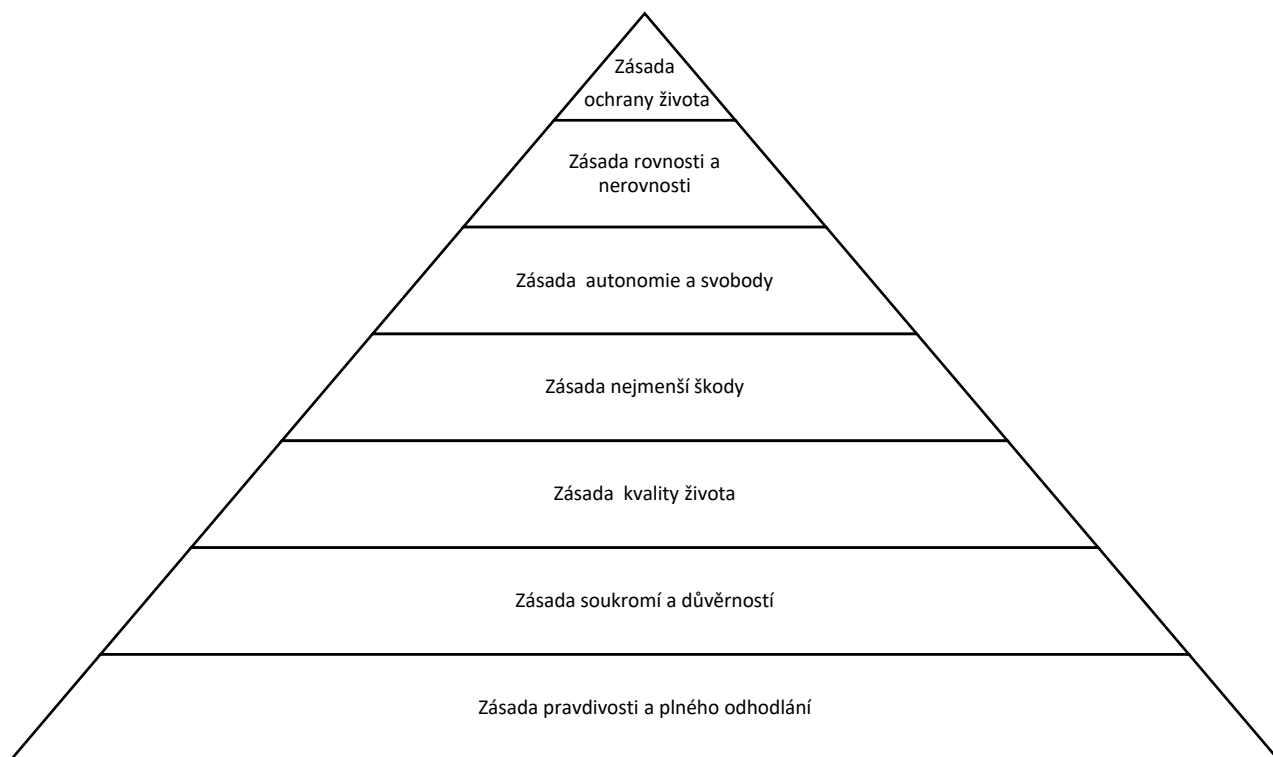 Zásada
ochrany života
Zásada rovnosti a
nerovnosti
Zásada  autonomie a svobody
Zásada nejmenší škody
Zásada  kvality života
Zásada soukromí a důvěrností
Zásada pravdivosti a plného odhodlání